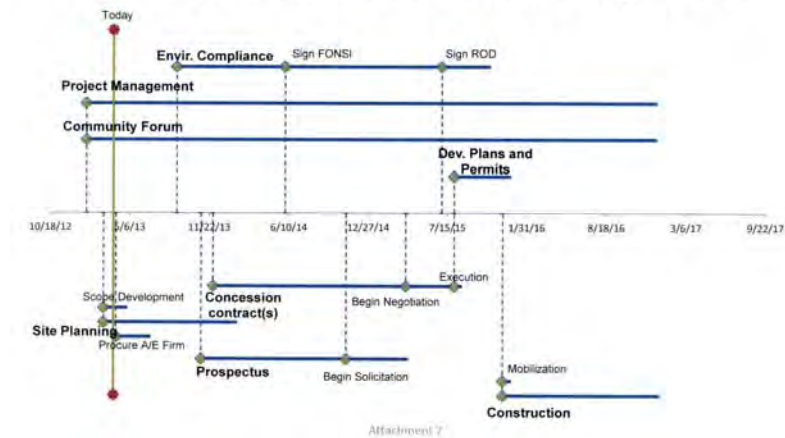 Today
Envir. Compliance
Sign FONSI
Sign ROD
Project Management
Community Forum
Dev. Plans and
Permits
10/18/12
5/6/13
11/22/13
6/10/14
12/27/14
7/15/15
1/31/16
8/18/16
3/6/17
9/22/17
Scope Development
Concession
contract(s)
Begin Negotiation
Execution
Site Planning
Procure A/E Firm
Prospectus
Begin Solicitation
Mobilization
Construction
Attachment 7